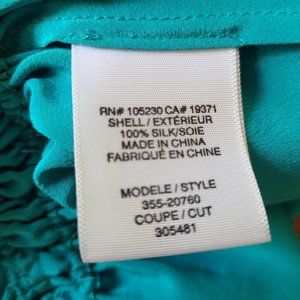 RN# 105230 CA# 19371
SHELL / EXTÉRIEUR
100% SILK/SOIE
MADE IN CHINA
FABRIQUÉ EN CHINE
MODELE / STYLE
355-20760
COUPE / CUT
305481